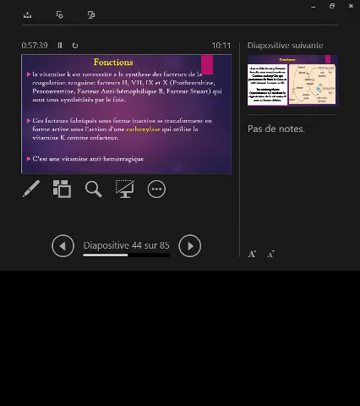 0:57:39
10:11
Diapositive suivante
Fonctions
la vitamine k est necessaire a la synthese des facteurs de la
coagulation sanguine: facteurs II, VII, IX et X (Prothrombine,
Proconvertine, Facteur Anti-hémophilique B, Facteur Stuart) qui
sont tous synthétisés par le foie.
Ces facteurs fabriqués sous forme inactive se transforment en
forme active sous l'action d'une carboxylase qui utilise la
vitamine K comme cofacteur.
C'est une vitamine anti-hemorragique
Pas de notes.
Diapositive 44 sur 85
A A